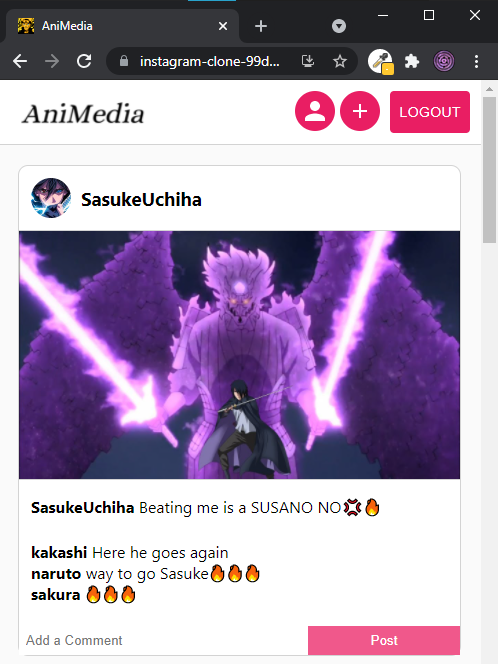 AniMedia
instagram-clone-99d...
AniMedia
LOGOUT
SasukeUchiha
SasukeUchiha Beating me is a SUSANO NO💢🔥
kakashi Here he goes again
naruto way to go Sasuke🔥🔥🔥
sakura 🔥🔥🔥
Add a Comment
Post